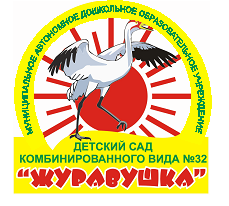 МУНИЦИПАЛЬНОЕ АВТОНОМНОЕ ДОШКОЛЬНОЕ ОБРАЗОВАТЕЛЬНОЕ УЧРЕЖДЕНИЕ
ДЕТСКИЙ САД
КОМБИНИРОВАННОГО ВИДА №32
"ЖУРАВУШКА"